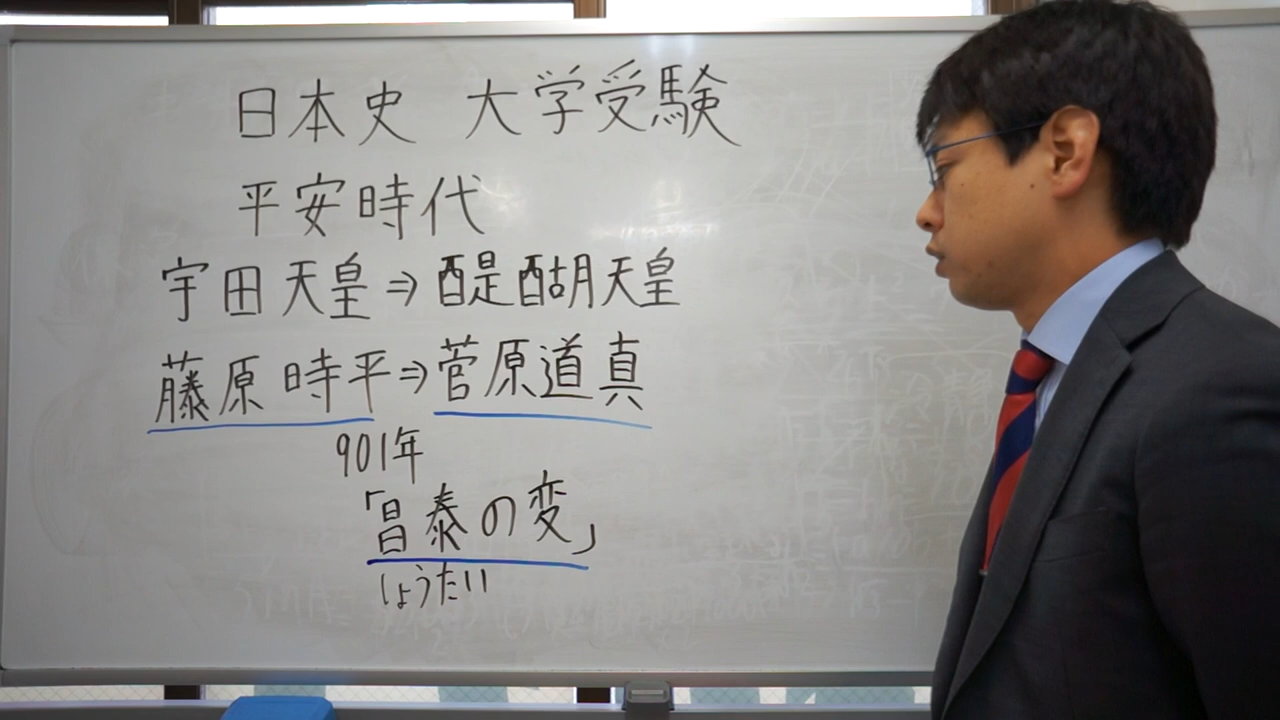 日本史 大学受験
平安時代
宇田天皇⇒醍醐天皇
藤原時平⇒菅原道真
901年
「昌泰の変」
しょうたい